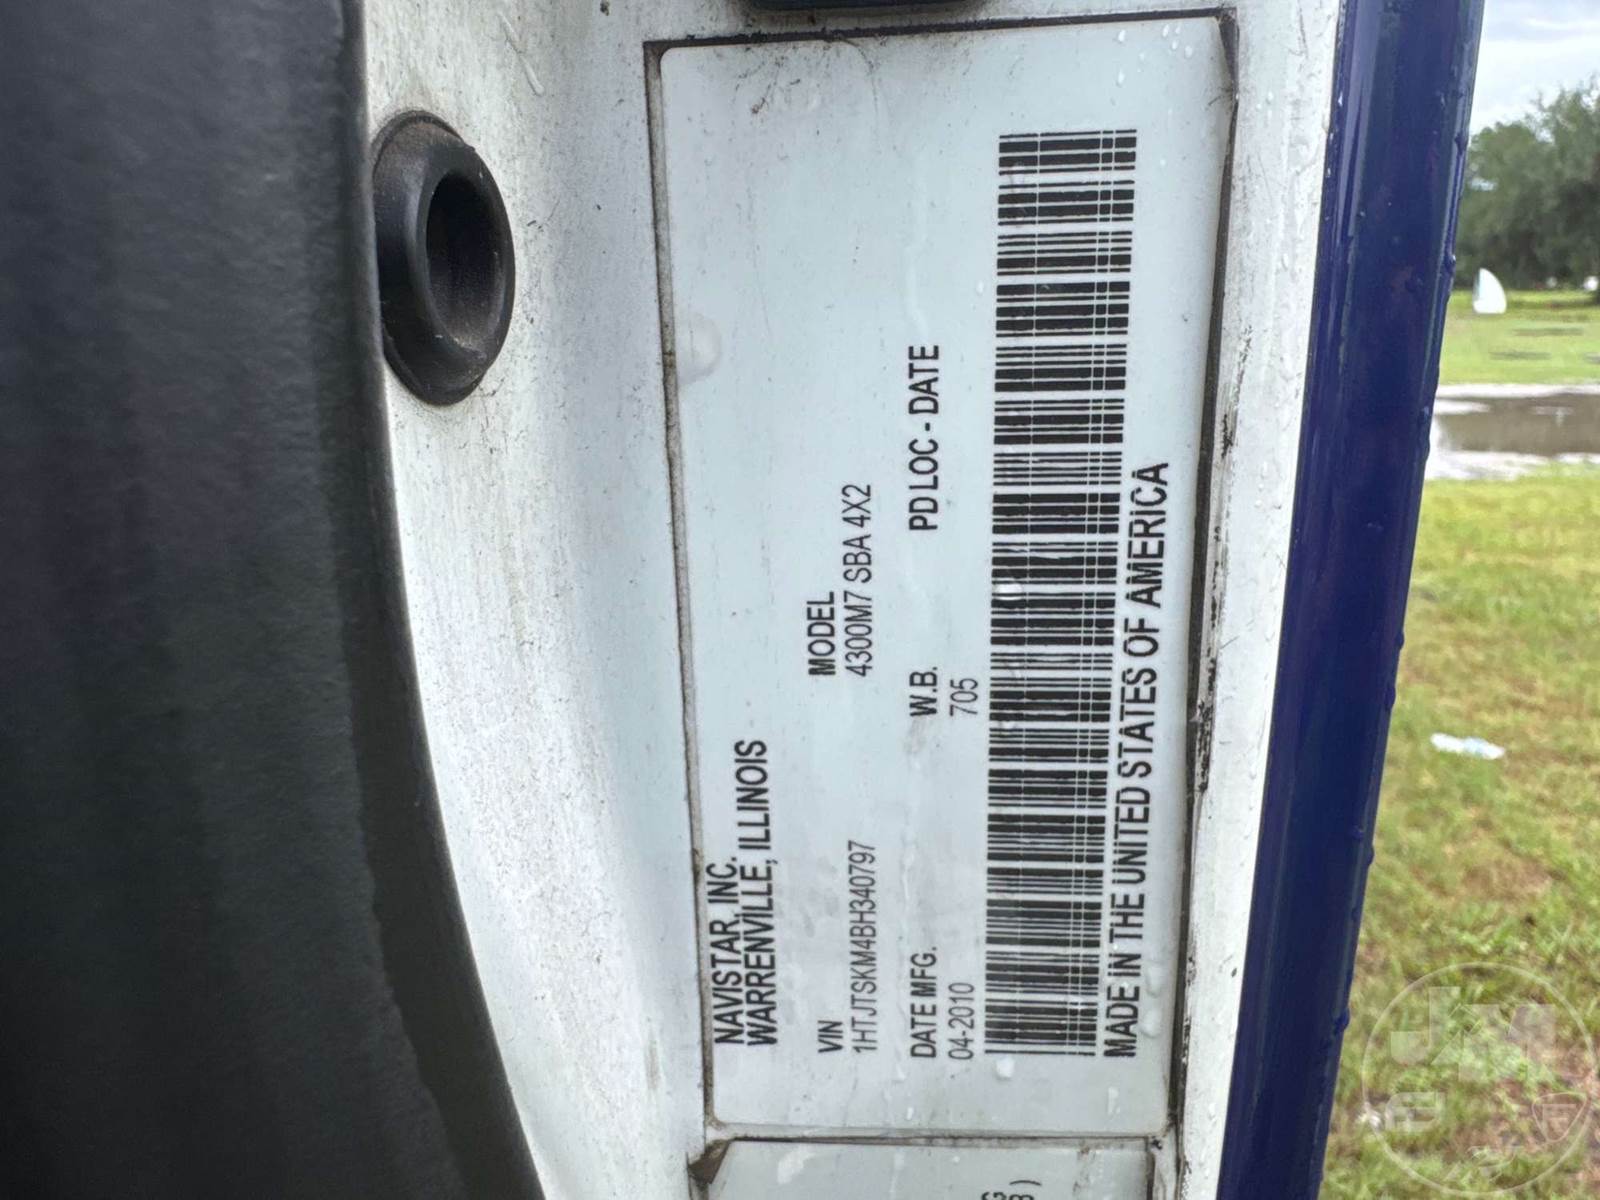 NAVISTAR, INC.
WARRENVILLE, ILLINOIS
VIN MODEL
1HTJTSKM4BH340797 4300M7 SBA 4X2
DATE MFG. W.B. PD LOC - DATE
04-2010 705
MADE IN THE UNITED STATES OF AMERICA
JM